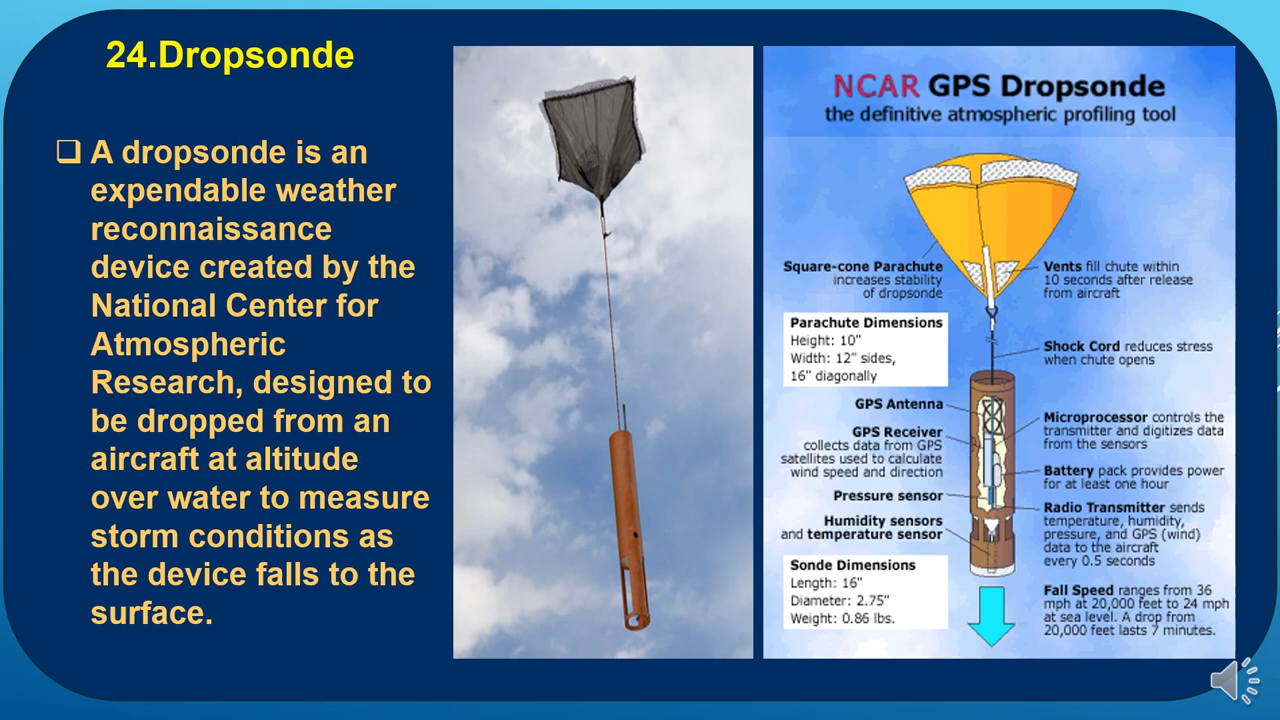 24.Dropsonde
A dropsonde is an
expendable weather
reconnaissance
device created by the
National Center for
Atmospheric
Research, designed to
be dropped from an
aircraft at altitude
over water to measure
storm conditions as
the device falls to the
surface.
NCAR GPS Dropsonde
the definitive atmospheric profiling tool
Square-cone Parachute
increases stability
of dropsonde
Vents fill chute within
10 seconds after release
from aircraft
Parachute Dimensions
Height: 10"
Width: 12" sides,
16" diagonally
Shock Cord reduces stress
when chute opens
GPS Antenna
GPS Receiver
collects data from GPS
satellites used to calculate
wind speed and direction
Microprocessor controls the
transmitter and digitizes data
from the sensors
Battery pack provides power
for at least one hour
Pressure sensor
Humidity sensors
and temperature sensor
Radio Transmitter sends
temperature, humidity,
pressure, and GPS (wind)
data to the aircraft
every 0.5 seconds
Sonde Dimensions
Length: 16"
Diameter: 2.75"
Weight: 0.86 lbs.
Fall Speed ranges from 36
mph at 20,000 feet to 24 mph
at sea level. A drop from
20,000 feet lasts 7 minutes.